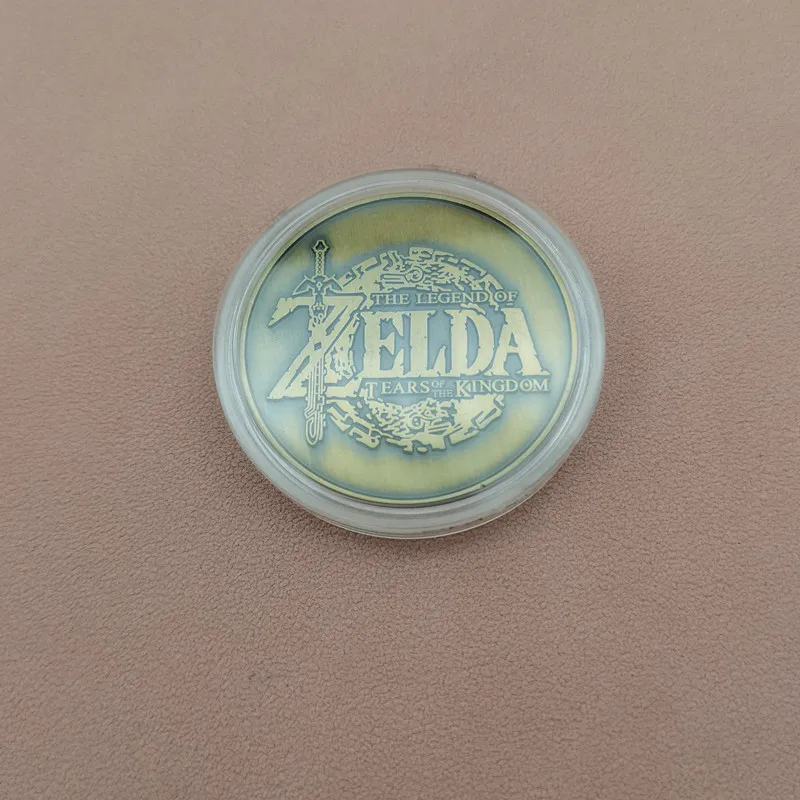 THE LEGEND OF
ZELDA
TEARS OF THE KINGDOM